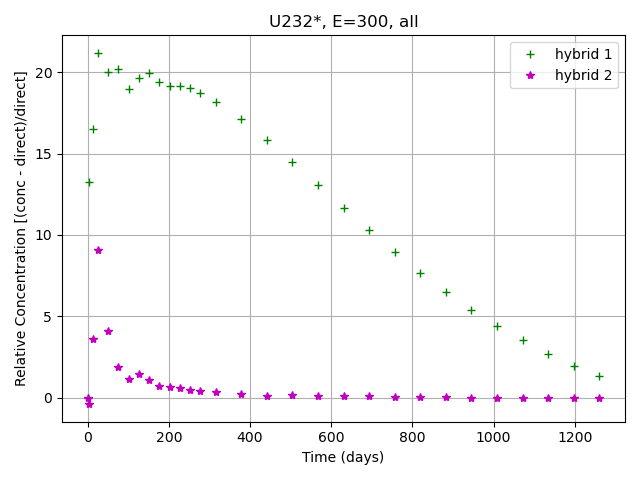 U232*, E=300, all
hybrid 1
hybrid 2
Relative Concentration [(conc - direct)/direct]
20
15
10
5
0
0 200 400 600 800 1000 1200
Time (days)